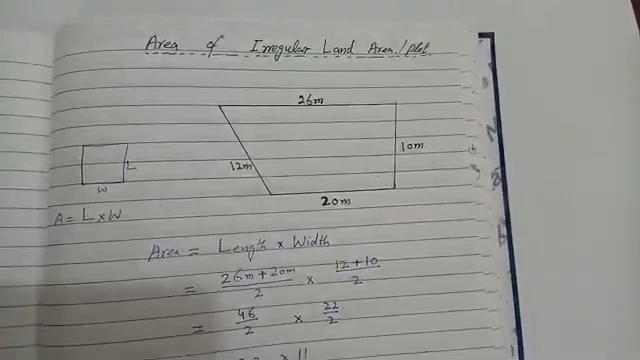 Area of Irregular Land Area/plot.
26m
10m
12m
20m
L
W
A = L x W
Area = Length x Width
= 26m + 20m / 2 x 12 + 10 / 2
= 46 / 2 x 22 / 2
x 11